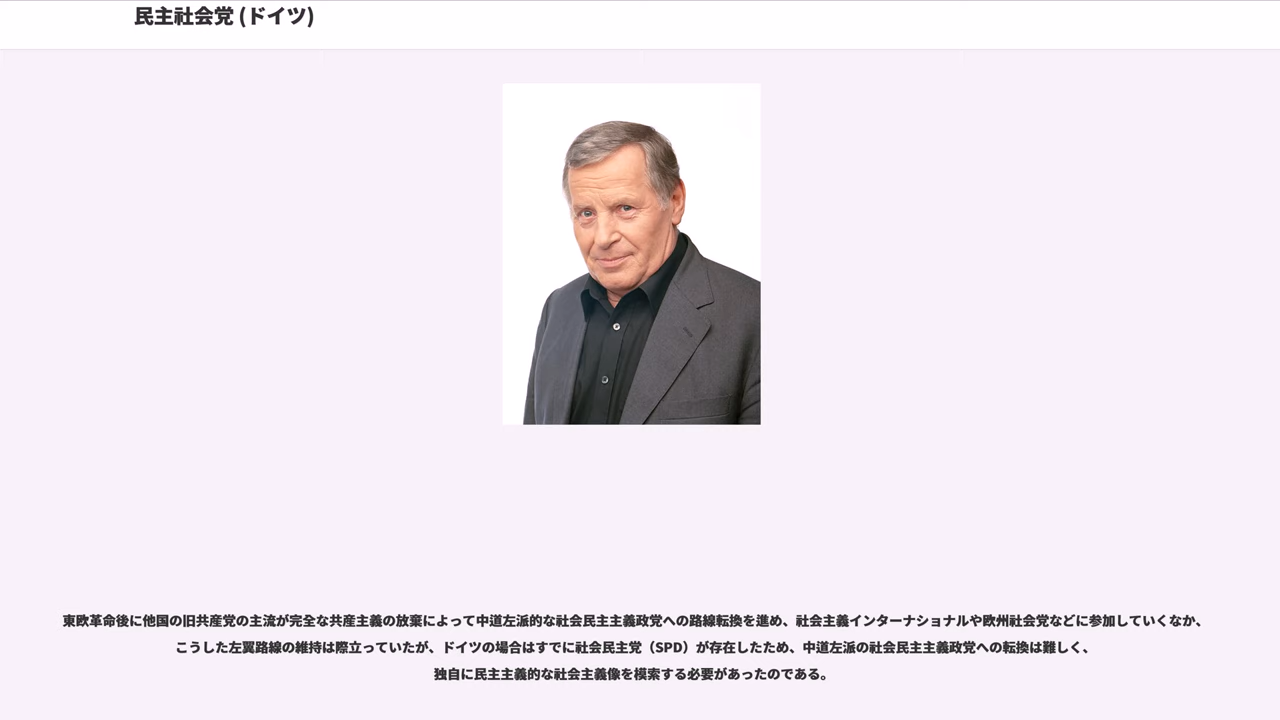 民主社会党 (ドイツ)
東欧革命後に他国の旧共産党の主流が完全な共産主義の放棄によって中道左派的な社会民主主義政党への路線転換を進め、社会主義インターナショナルや欧州社会党などに参加していくなか、
こうした左翼路線の維持は際立っていたが、ドイツの場合はすでに社会民主党（SPD）が存在したため、中道左派の社会民主主義政党への転換は難しく、
独自に民主主義的な社会主義像を模索する必要があったのである。